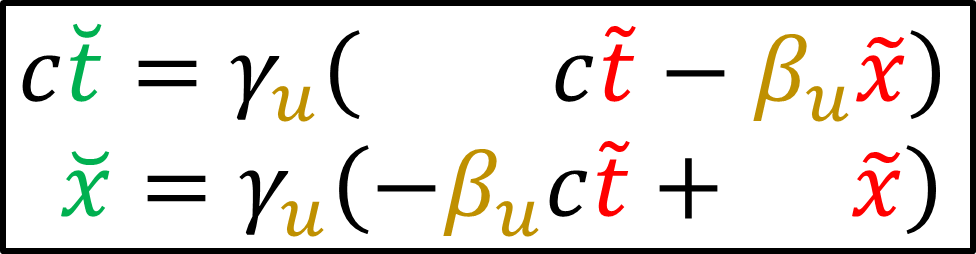 ct̆ = γᵤ( ct̃ − βᵤx̃)
x̆ = γᵤ(−βᵤct̃ + x̃)